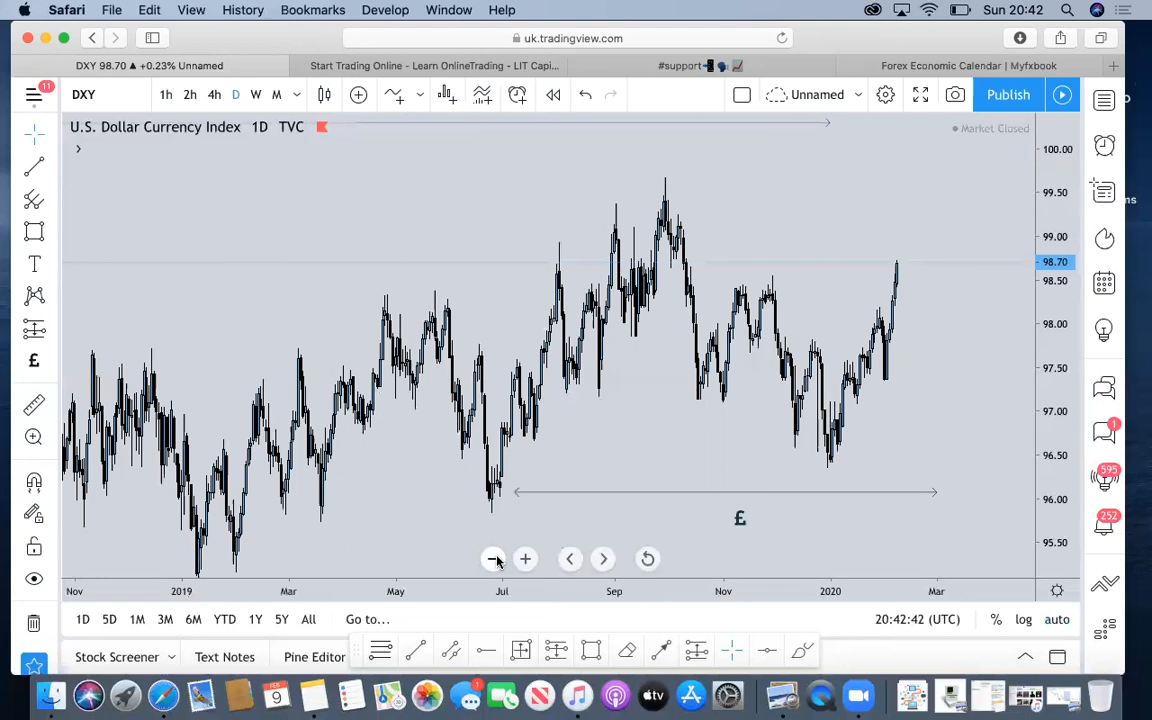 Safari File Edit View History Bookmarks Develop Window Help Sun 20:42
uk.tradingview.com
DXY 98.70 ▲ +0.23% Unnamed
Start Trading Online - Learn OnlineTrading - LIT Capi...
#support
Forex Economic Calendar | Myfxbook
11
DXY 1h 2h 4h D W M Unnamed Publish
U.S. Dollar Currency Index 1D TVC
Market Closed
100.00
99.50
99.00
98.70
98.50
98.00
97.50
97.00
96.50
96.00
95.50
£
£
1
595
252
Nov 2019 Mar May Jul Sep Nov 2020 Mar
1D 5D 1M 3M 6M YTD 1Y 5Y All Go to... 20:42:42 (UTC) % log auto
Stock Screener Text Notes Pine Editor
9
1
tv